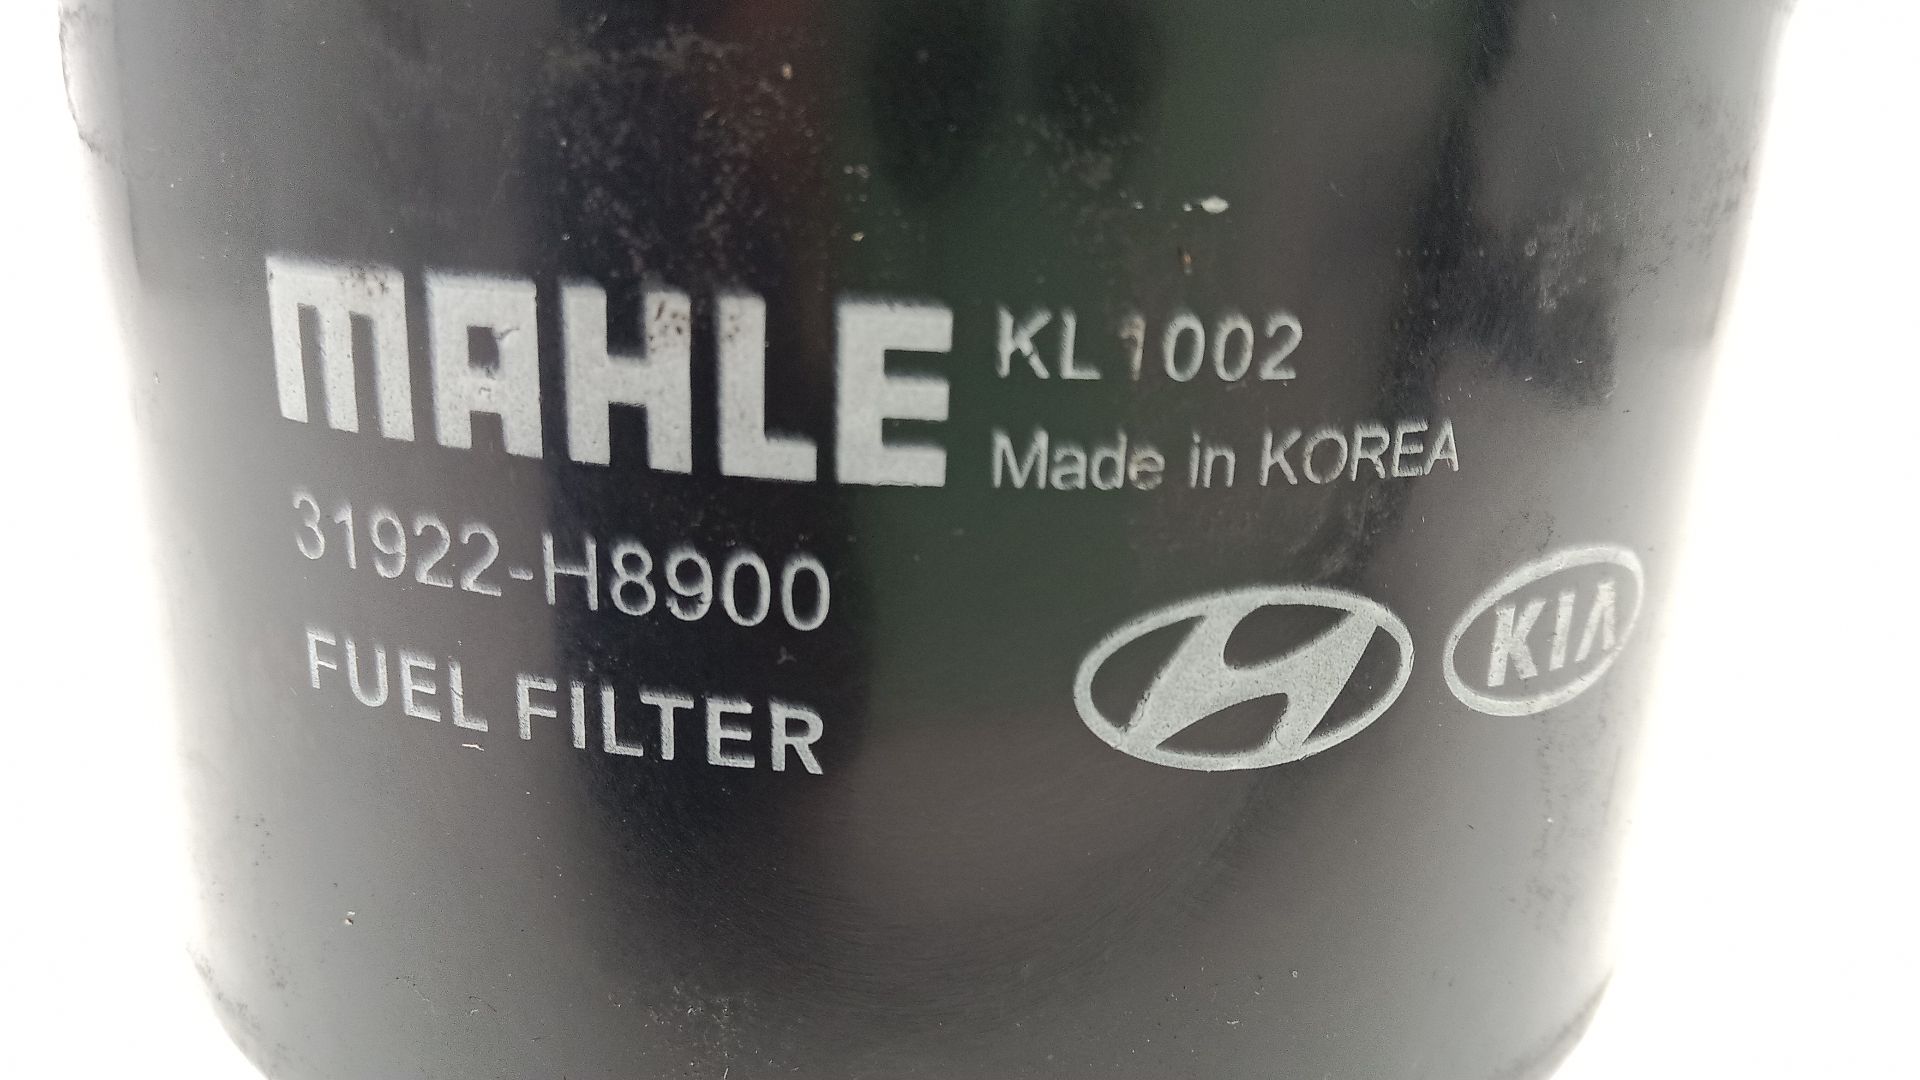 MAHLE
KL1002
Made in KOREA
31922-H8900
FUEL FILTER
KIA